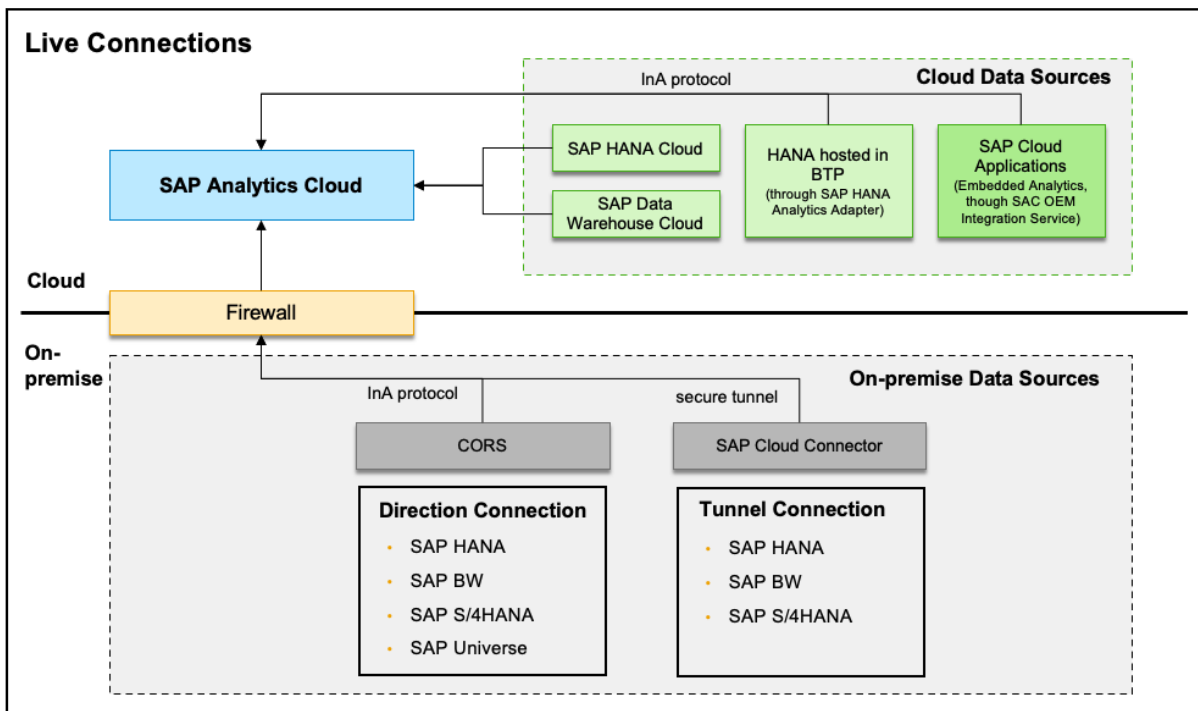 Live Connections
InA protocol
Cloud Data Sources
SAP Analytics Cloud
SAP HANA Cloud
SAP Data
Warehouse Cloud
HANA hosted in
BTP
(through SAP HANA
Analytics Adapter)
SAP Cloud
Applications
(Embedded Analytics,
though SAC OEM
Integration Service)
Cloud
Firewall
On-
premise
On-premise Data Sources
InA protocol
secure tunnel
CORS
SAP Cloud Connector
Direction Connection
• SAP HANA
• SAP BW
• SAP S/4HANA
• SAP Universe
Tunnel Connection
• SAP HANA
• SAP BW
• SAP S/4HANA